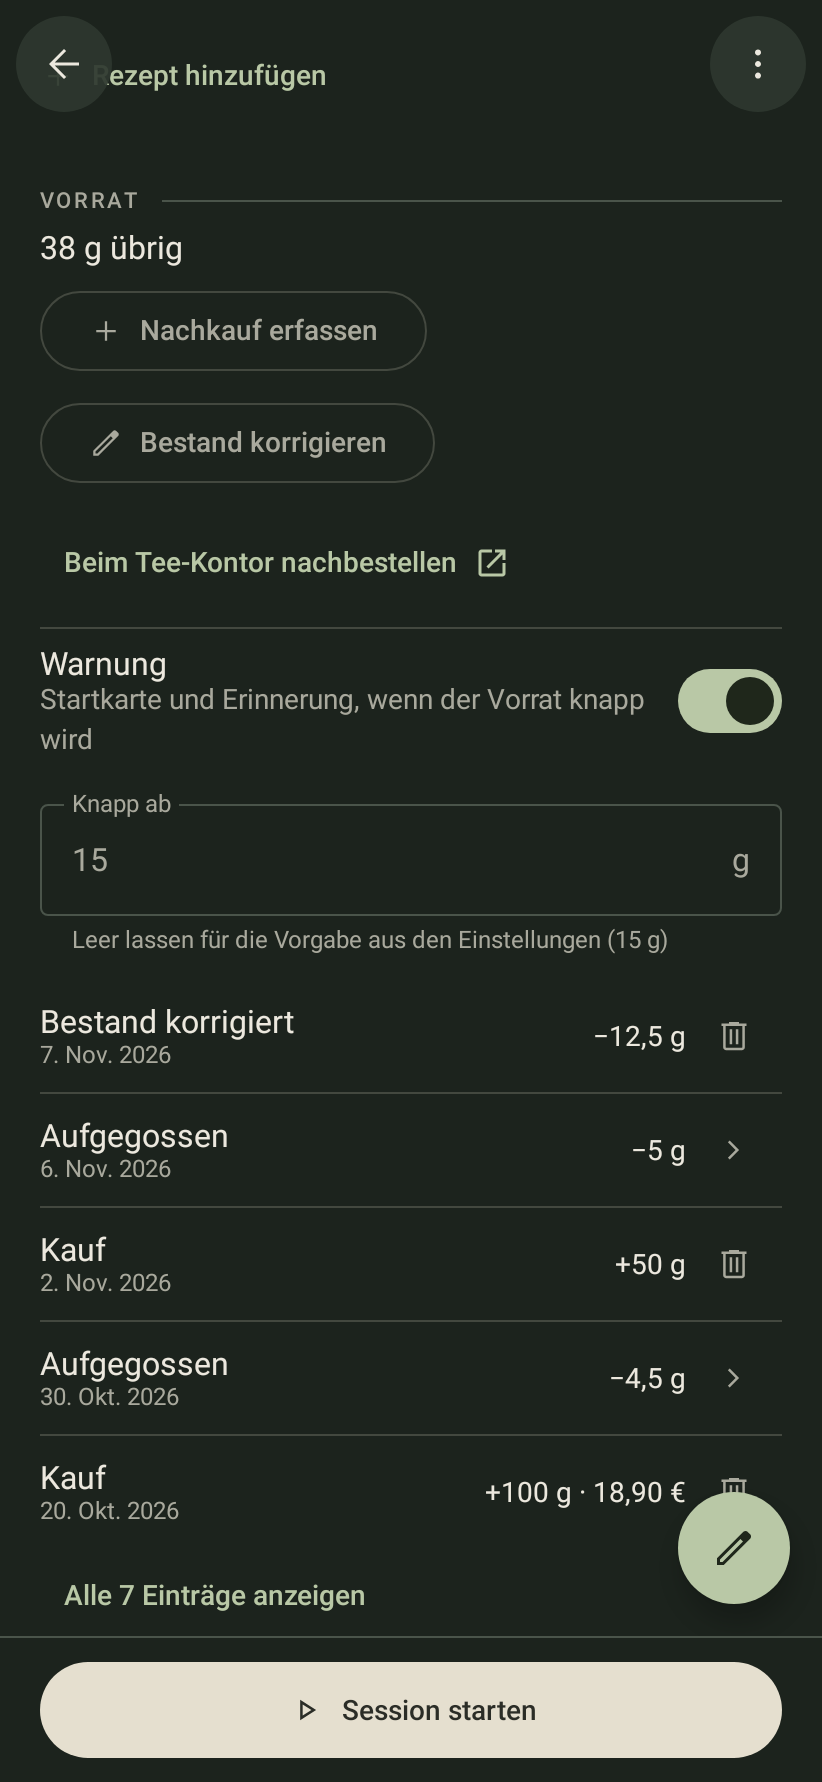 Rezept hinzufügen
VORRAT
38 g übrig
Nachkauf erfassen
Bestand korrigieren
Beim Tee-Kontor nachbestellen
Warnung
Startkarte und Erinnerung, wenn der Vorrat knapp
wird
Knapp ab
15 g
Leer lassen für die Vorgabe aus den Einstellungen (15 g)
Bestand korrigiert
−12,5 g
7. Nov. 2026
Aufgegossen
−5 g
6. Nov. 2026
Kauf
+50 g
2. Nov. 2026
Aufgegossen
−4,5 g
30. Okt. 2026
Kauf
+100 g · 18,90 €
20. Okt. 2026
Alle 7 Einträge anzeigen
Session starten